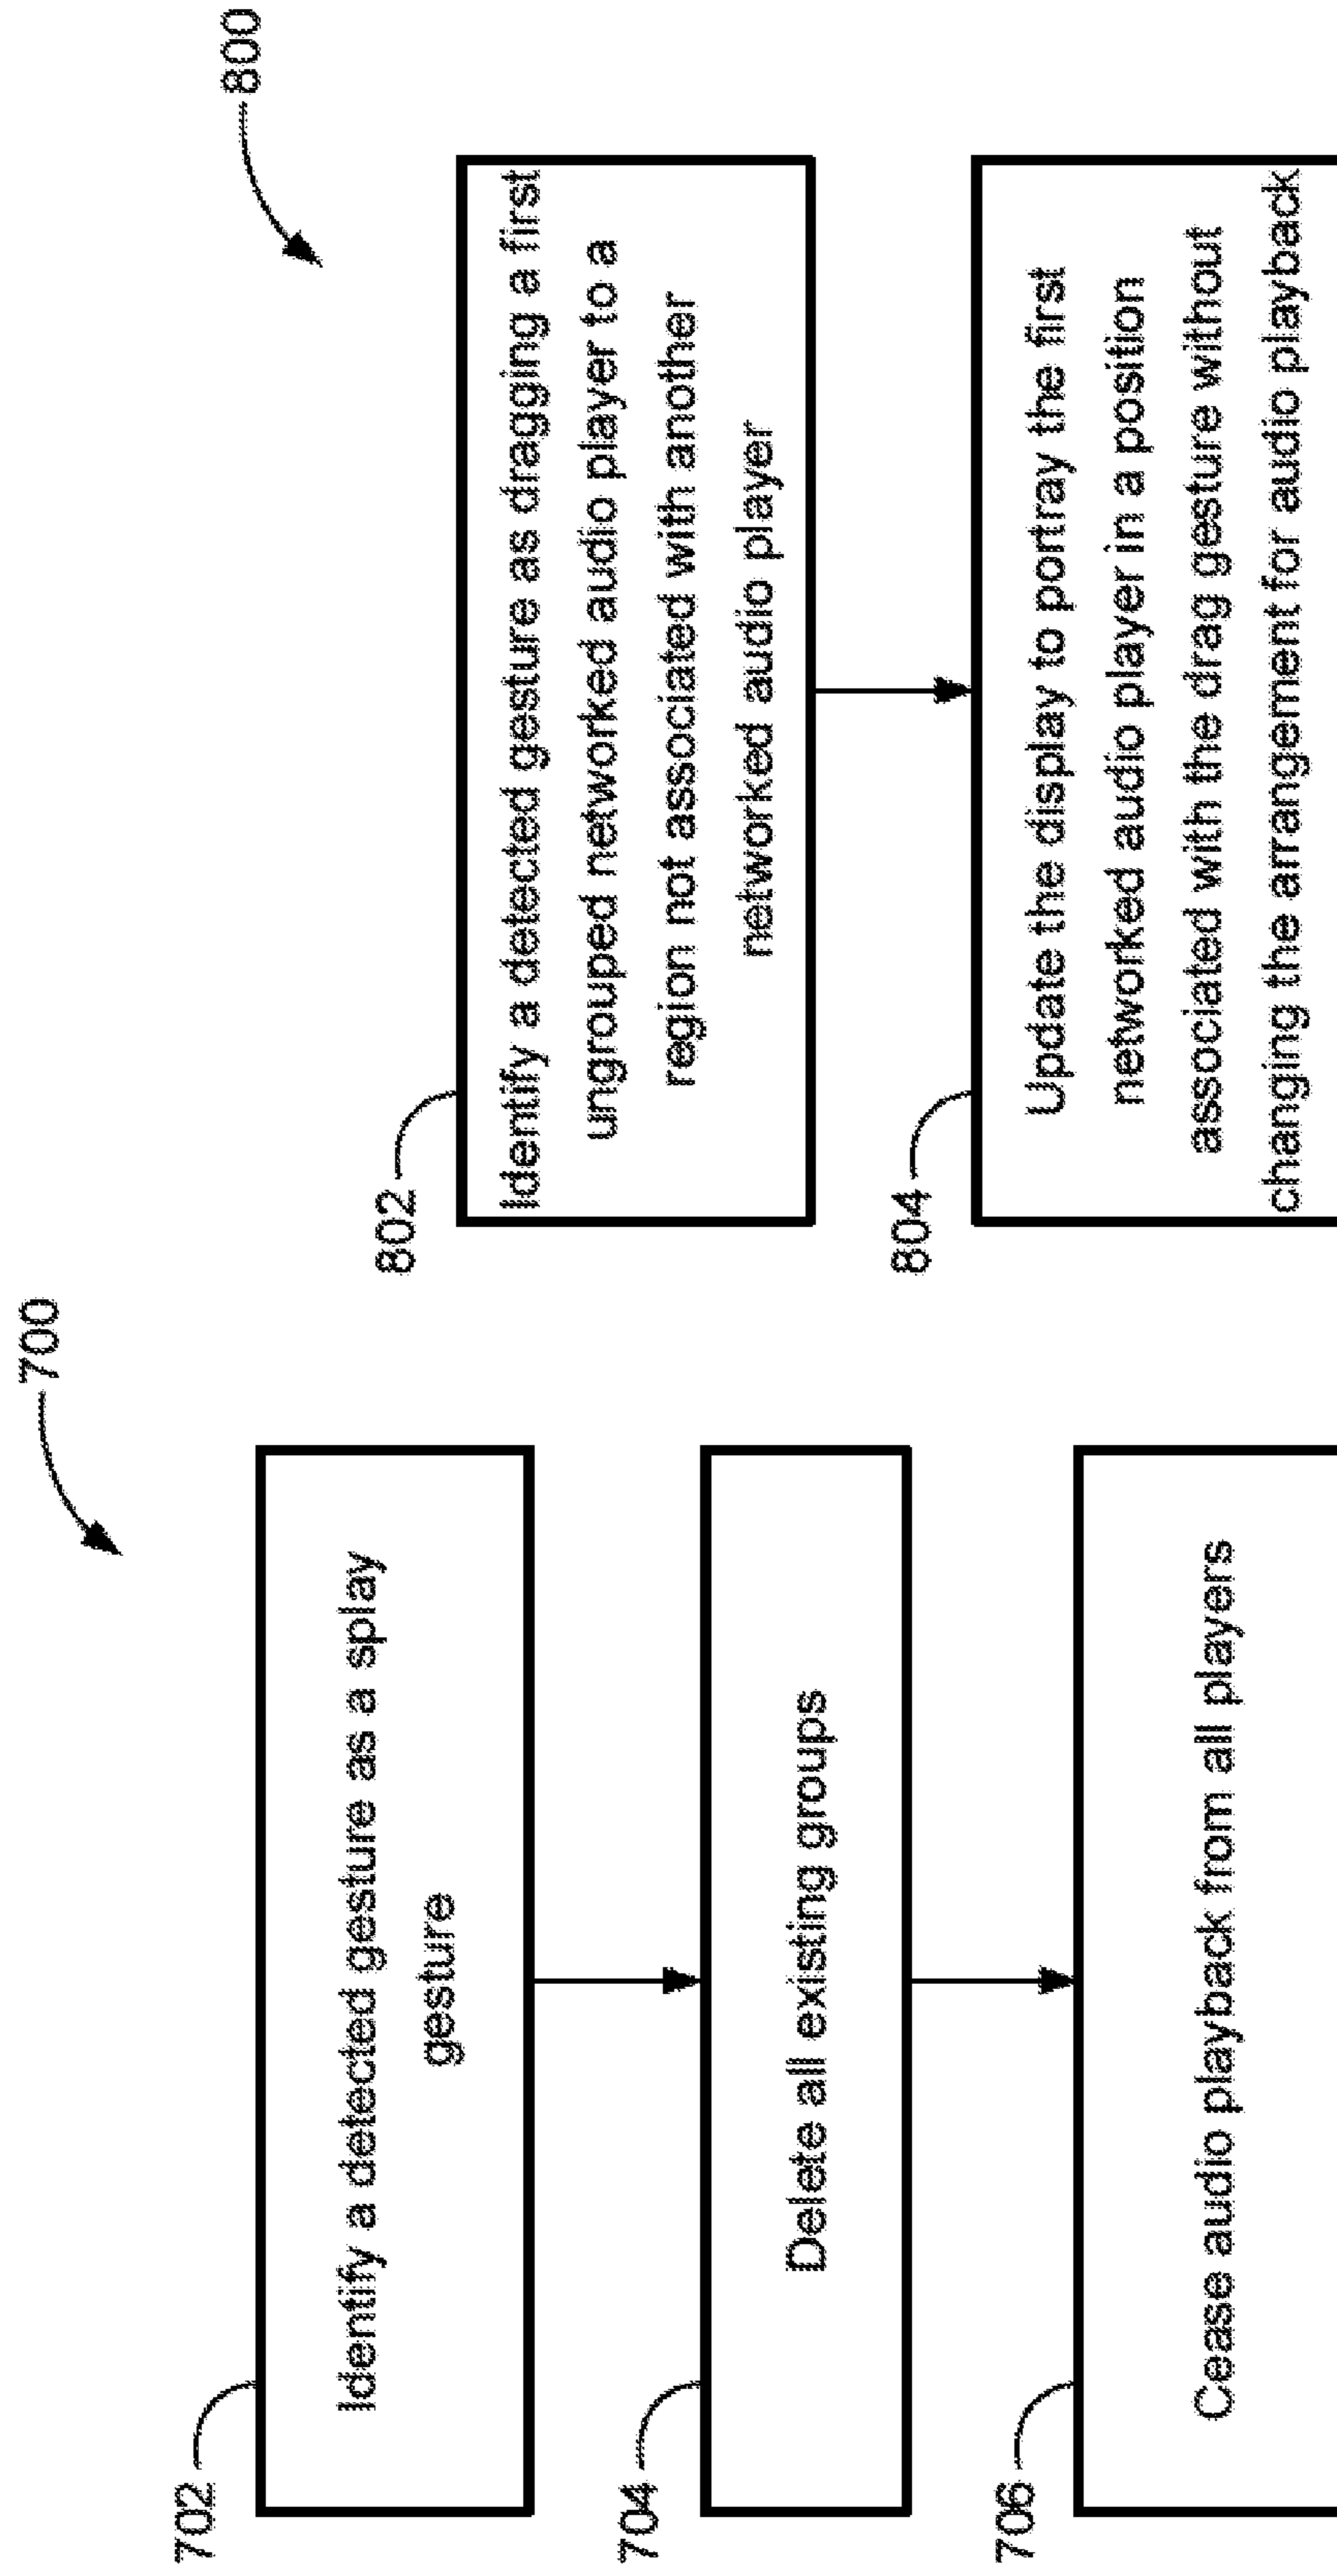 700
702
Identify a detected gesture as a splay
gesture
704
Delete all existing groups
706
Cease audio playback from all players
800
802
Identify a detected gesture as dragging a first
ungrouped networked audio player to a
region not associated with another
networked audio player
804
Update the display to portray the first
networked audio player in a position
associated with the drag gesture without
changing the arrangement for audio playback